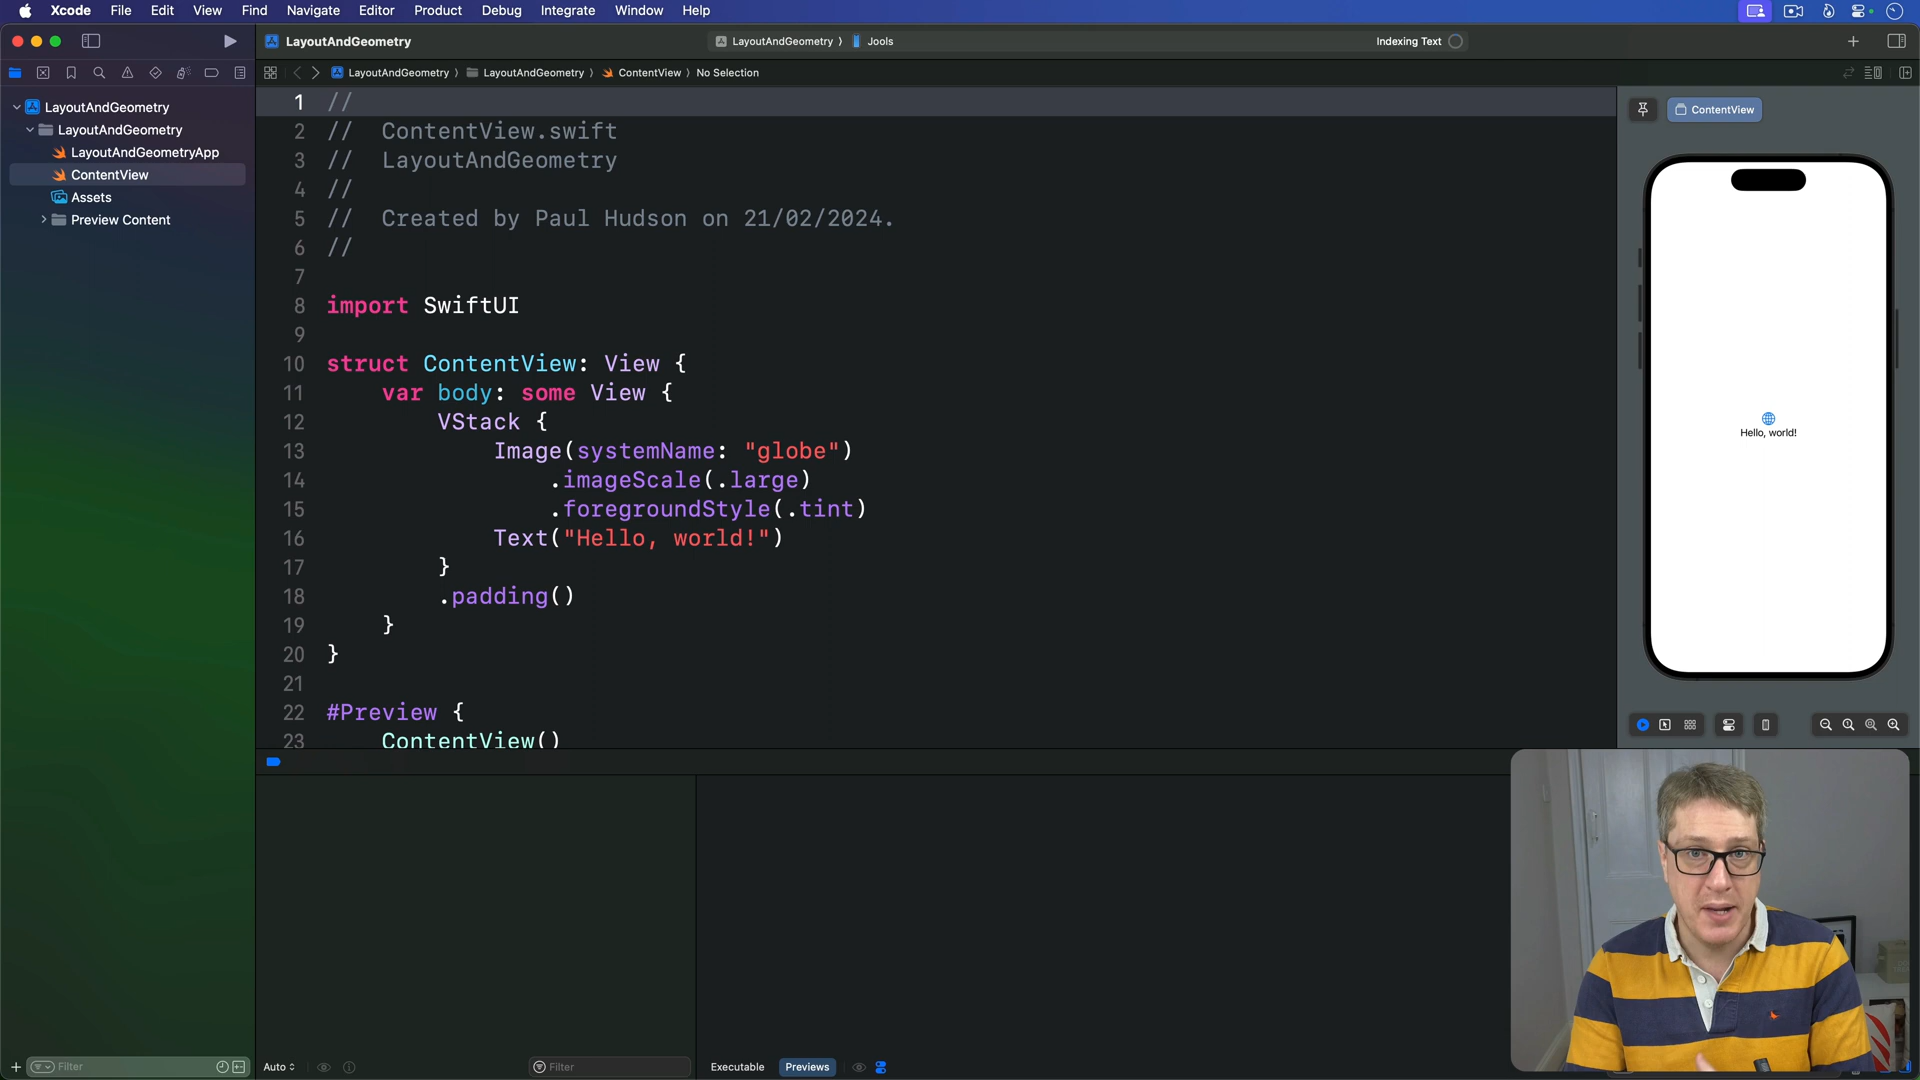 Xcode File Edit View Find Navigate Editor Product Debug Integrate Window Help
LayoutAndGeometry
LayoutAndGeometry ⟩ Jools
Indexing Text
LayoutAndGeometry ⟩ LayoutAndGeometry ⟩ ContentView ⟩ No Selection
LayoutAndGeometry
LayoutAndGeometry
LayoutAndGeometryApp
ContentView
Assets
Preview Content
1 //
2 //  ContentView.swift
3 //  LayoutAndGeometry
4 //
5 //  Created by Paul Hudson on 21/02/2024.
6 //
7
8 import SwiftUI
9
10 struct ContentView: View {
11     var body: some View {
12         VStack {
13             Image(systemName: "globe")
14                 .imageScale(.large)
15                 .foregroundStyle(.tint)
16             Text("Hello, world!")
17         }
18         .padding()
19     }
20 }
21
22 #Preview {
23     ContentView()
ContentView
Hello, world!
Filter
Auto
Filter
Executable Previews